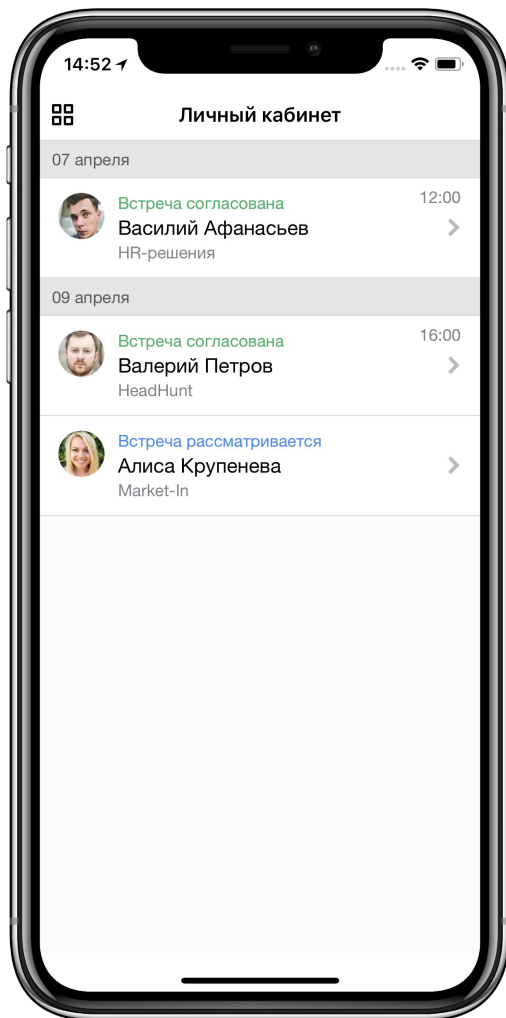 14:52
Личный кабинет
07 апреля
Встреча согласована
12:00
Василий Афанасьев
HR-решения
09 апреля
Встреча согласована
16:00
Валерий Петров
HeadHunt
Встреча рассматривается
Алиса Крупенева
Market-In